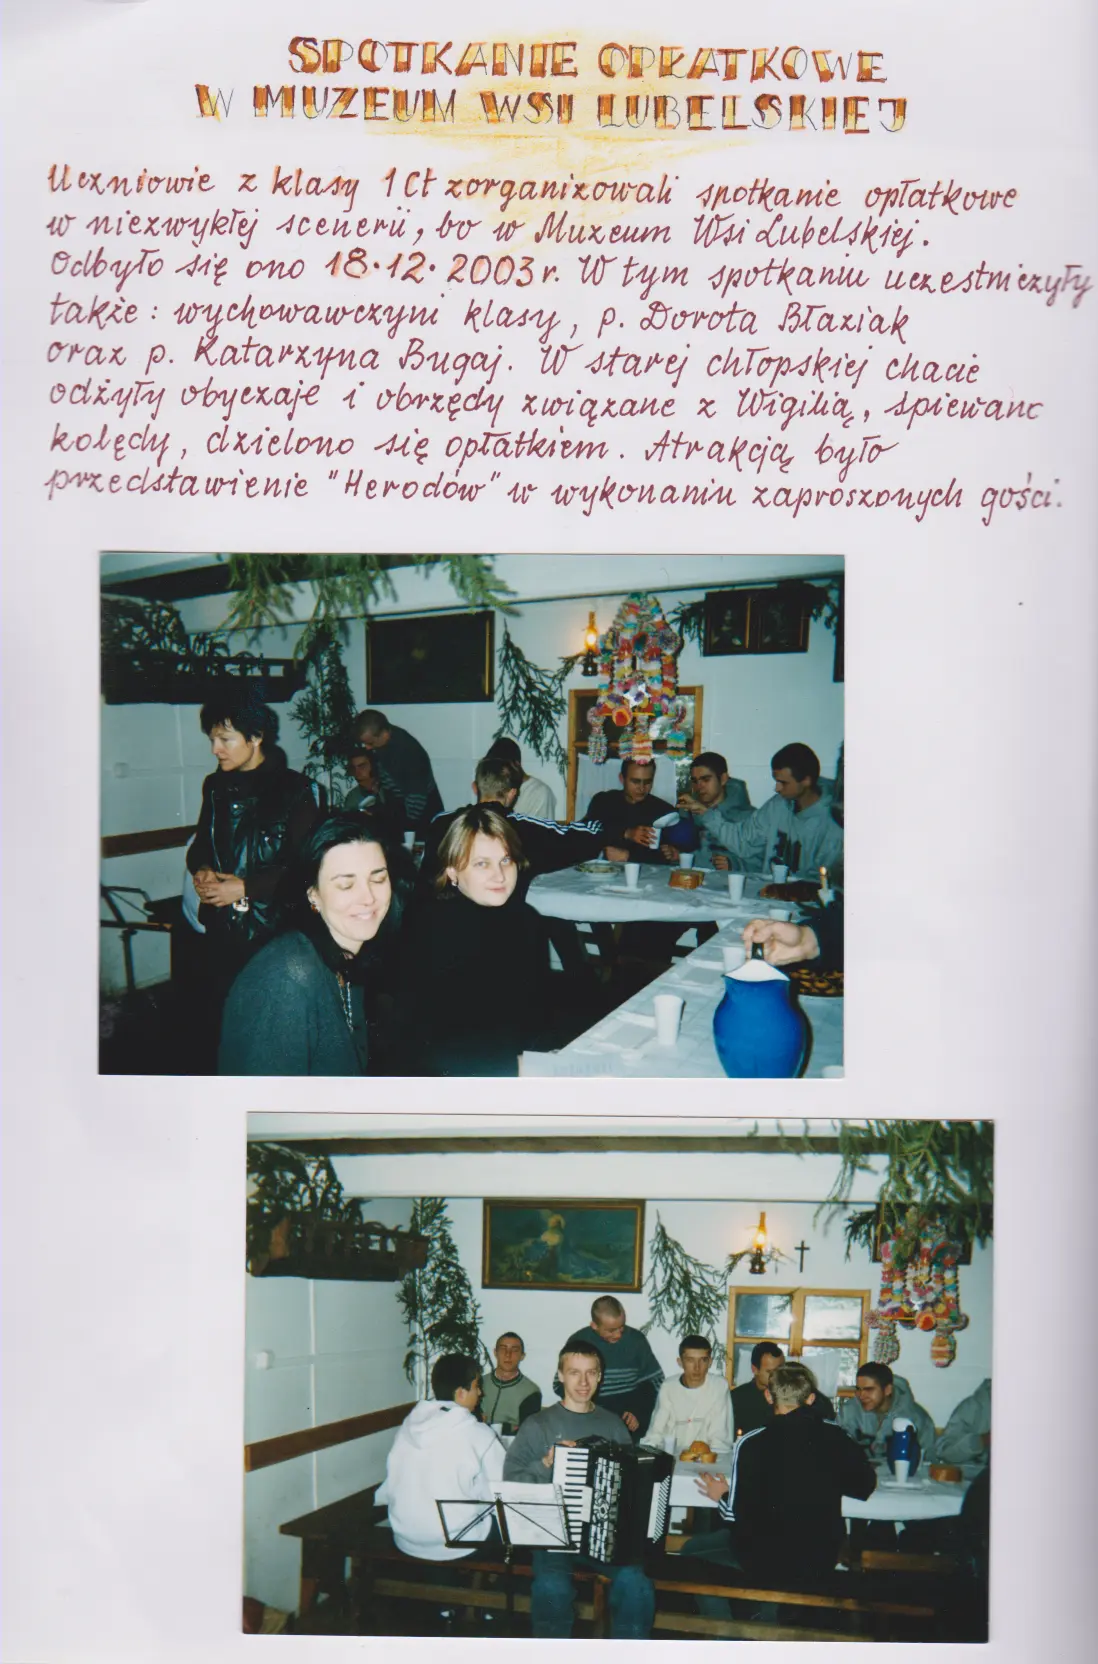 SPOTKANIE OPŁATKOWE
W MUZEUM WSI LUBELSKIEJ
Uczniowie z klasy 1Ct zorganizowali spotkanie opłatkowe
w niezwykłej scenerii, bo w Muzeum Wsi Lubelskiej.
Odbyło się ono 18.12.2003r. W tym spotkaniu uczestniczyły
także: wychowawczyni klasy, p. Dorota Błaziak
oraz p. Katarzyna Bugaj. W starej chłopskiej chacie
odżyły obyczaje i obrzędy związane z Wigilią, śpiewano
kolędy, dzielono się opłatkiem. Atrakcją było
przedstawienie "Herodów" w wykonaniu zaproszonych gości.